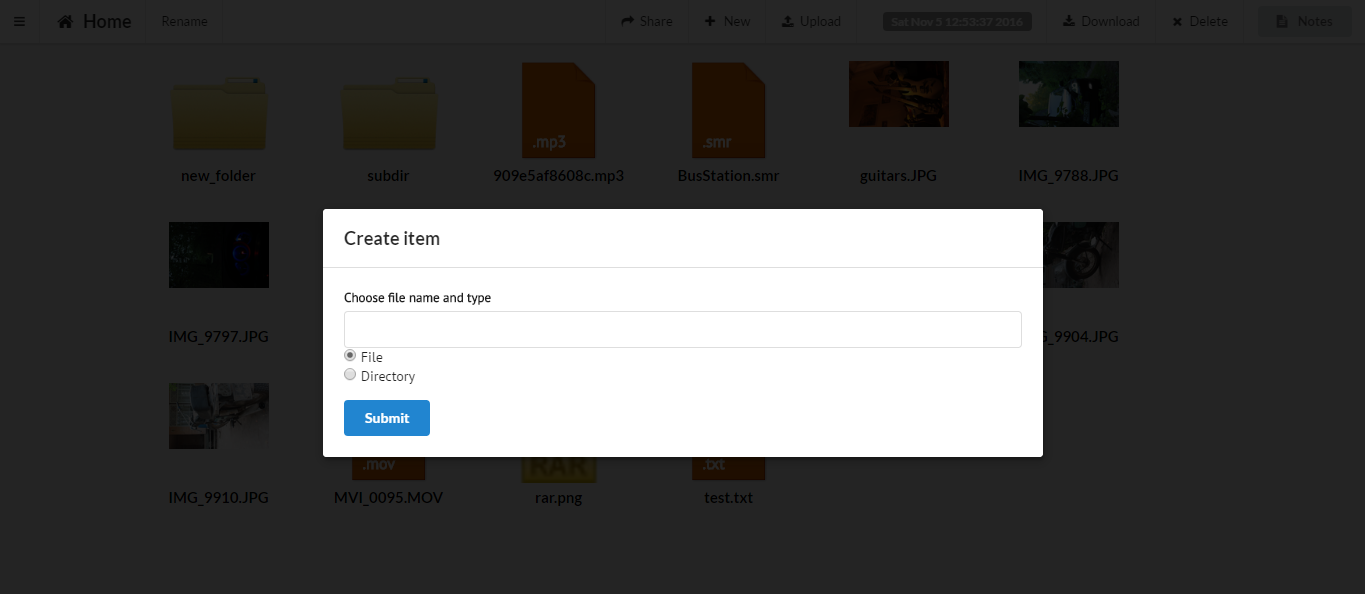 Home Rename Share New Upload Sat Nov 5 12:53:37 2016 Download Delete Notes
.mp3 .smr
new_folder subdir 909e5af8608c.mp3 BusStation.smr guitars.JPG IMG_9788.JPG
Create item
Choose file name and type
IMG_9797.JPG _9904.JPG
File
Directory
Submit
.mov RAR .txt
IMG_9910.JPG MVI_0095.MOV rar.png test.txt